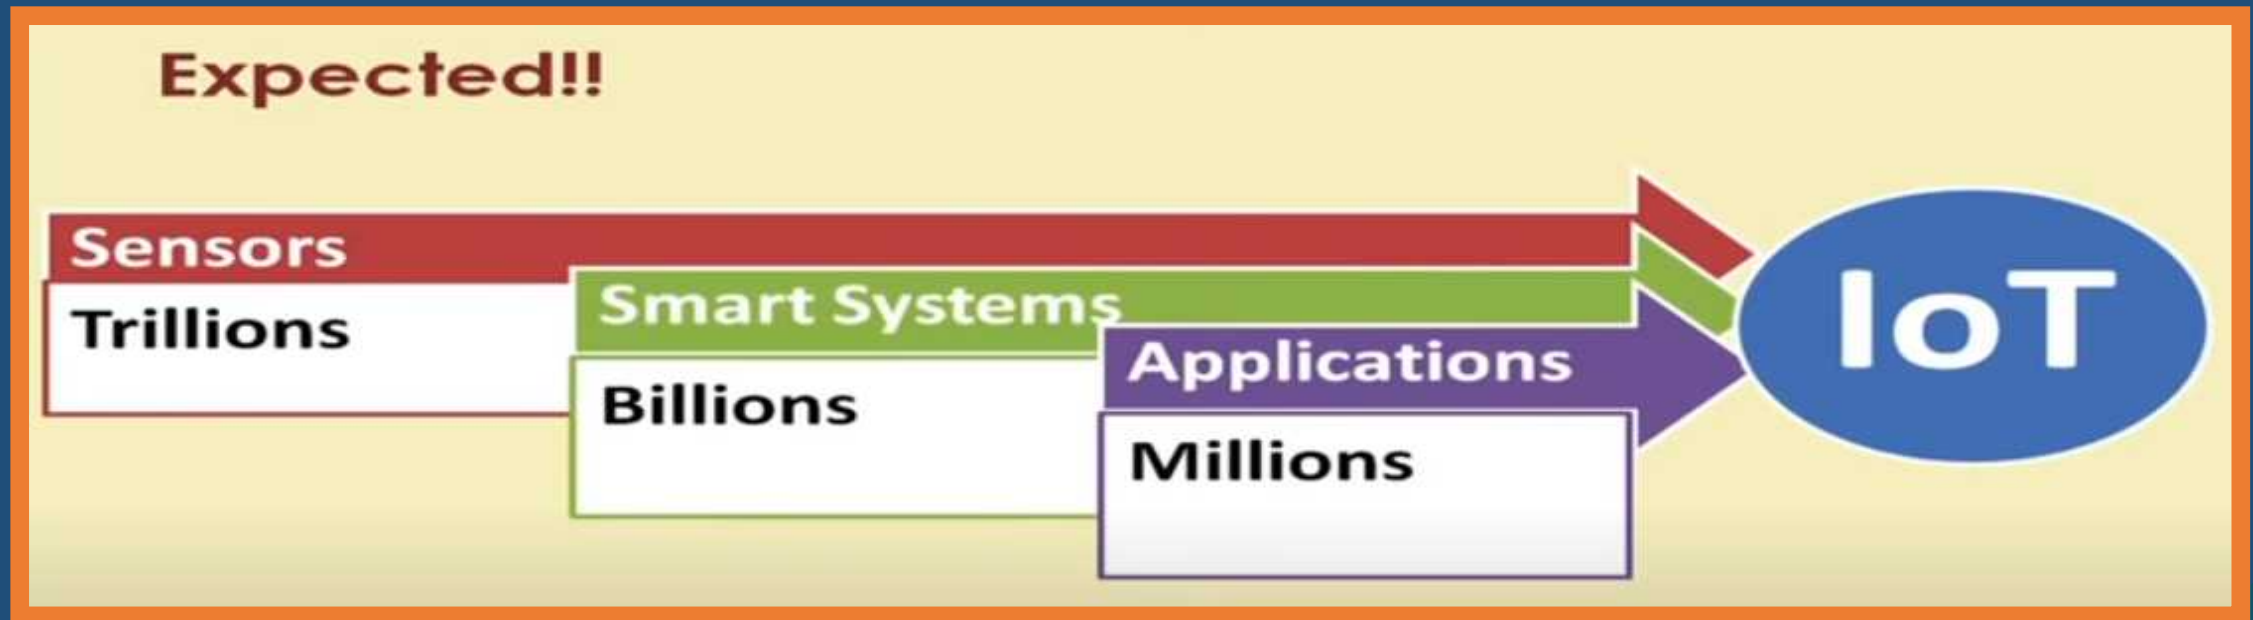 Expected!!
Sensors
Trillions
Smart Systems
Billions
Applications
Millions
IoT